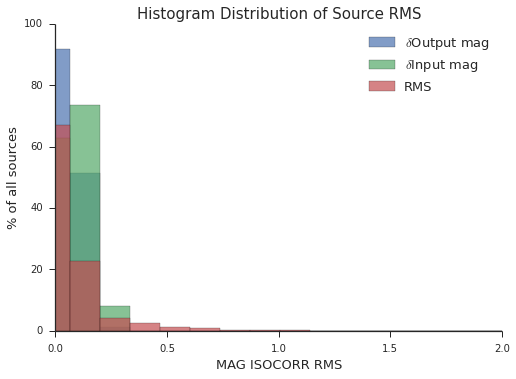 Histogram Distribution of Source RMS
100
80
60
40
20
0
% of all sources
δOutput mag
δInput mag
RMS
0.0 0.5 1.0 1.5 2.0
MAG ISOCORR RMS